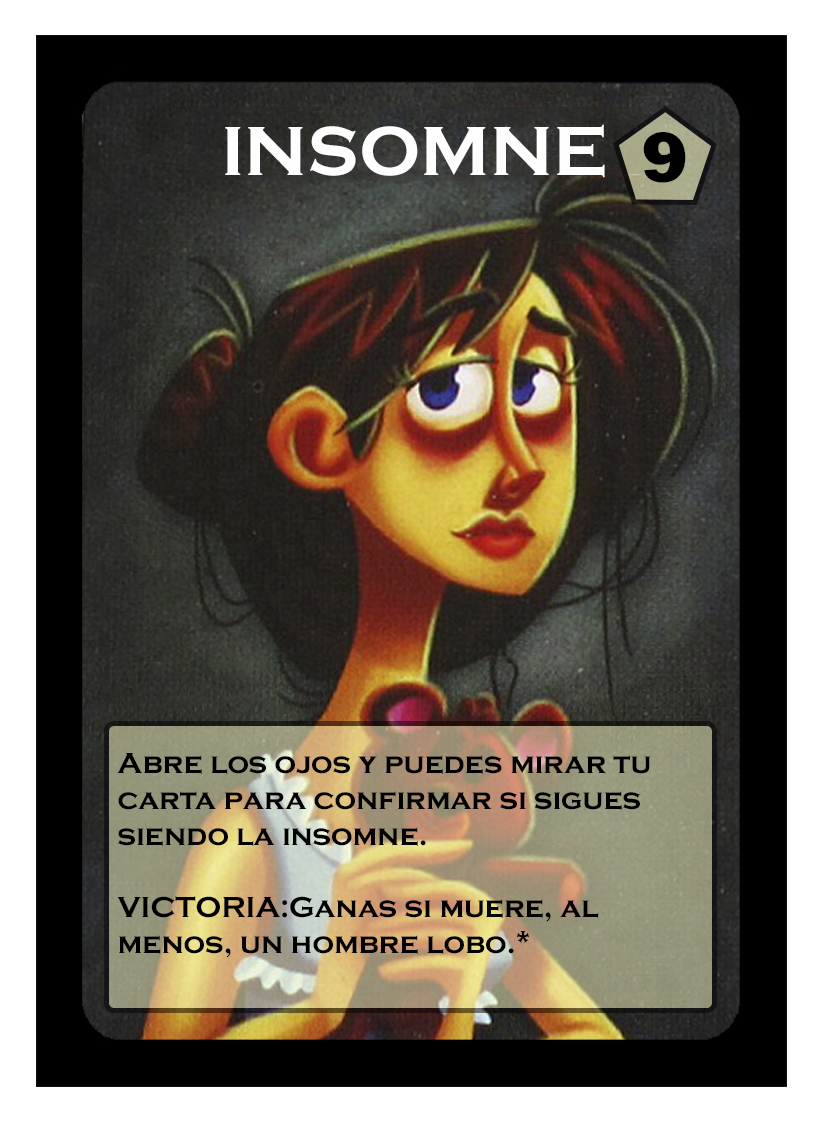 INSOMNE 9
Abre los ojos y puedes mirar tu
carta para confirmar si sigues
siendo la insomne.
VICTORIA:Ganas si muere, al
menos, un hombre lobo.*